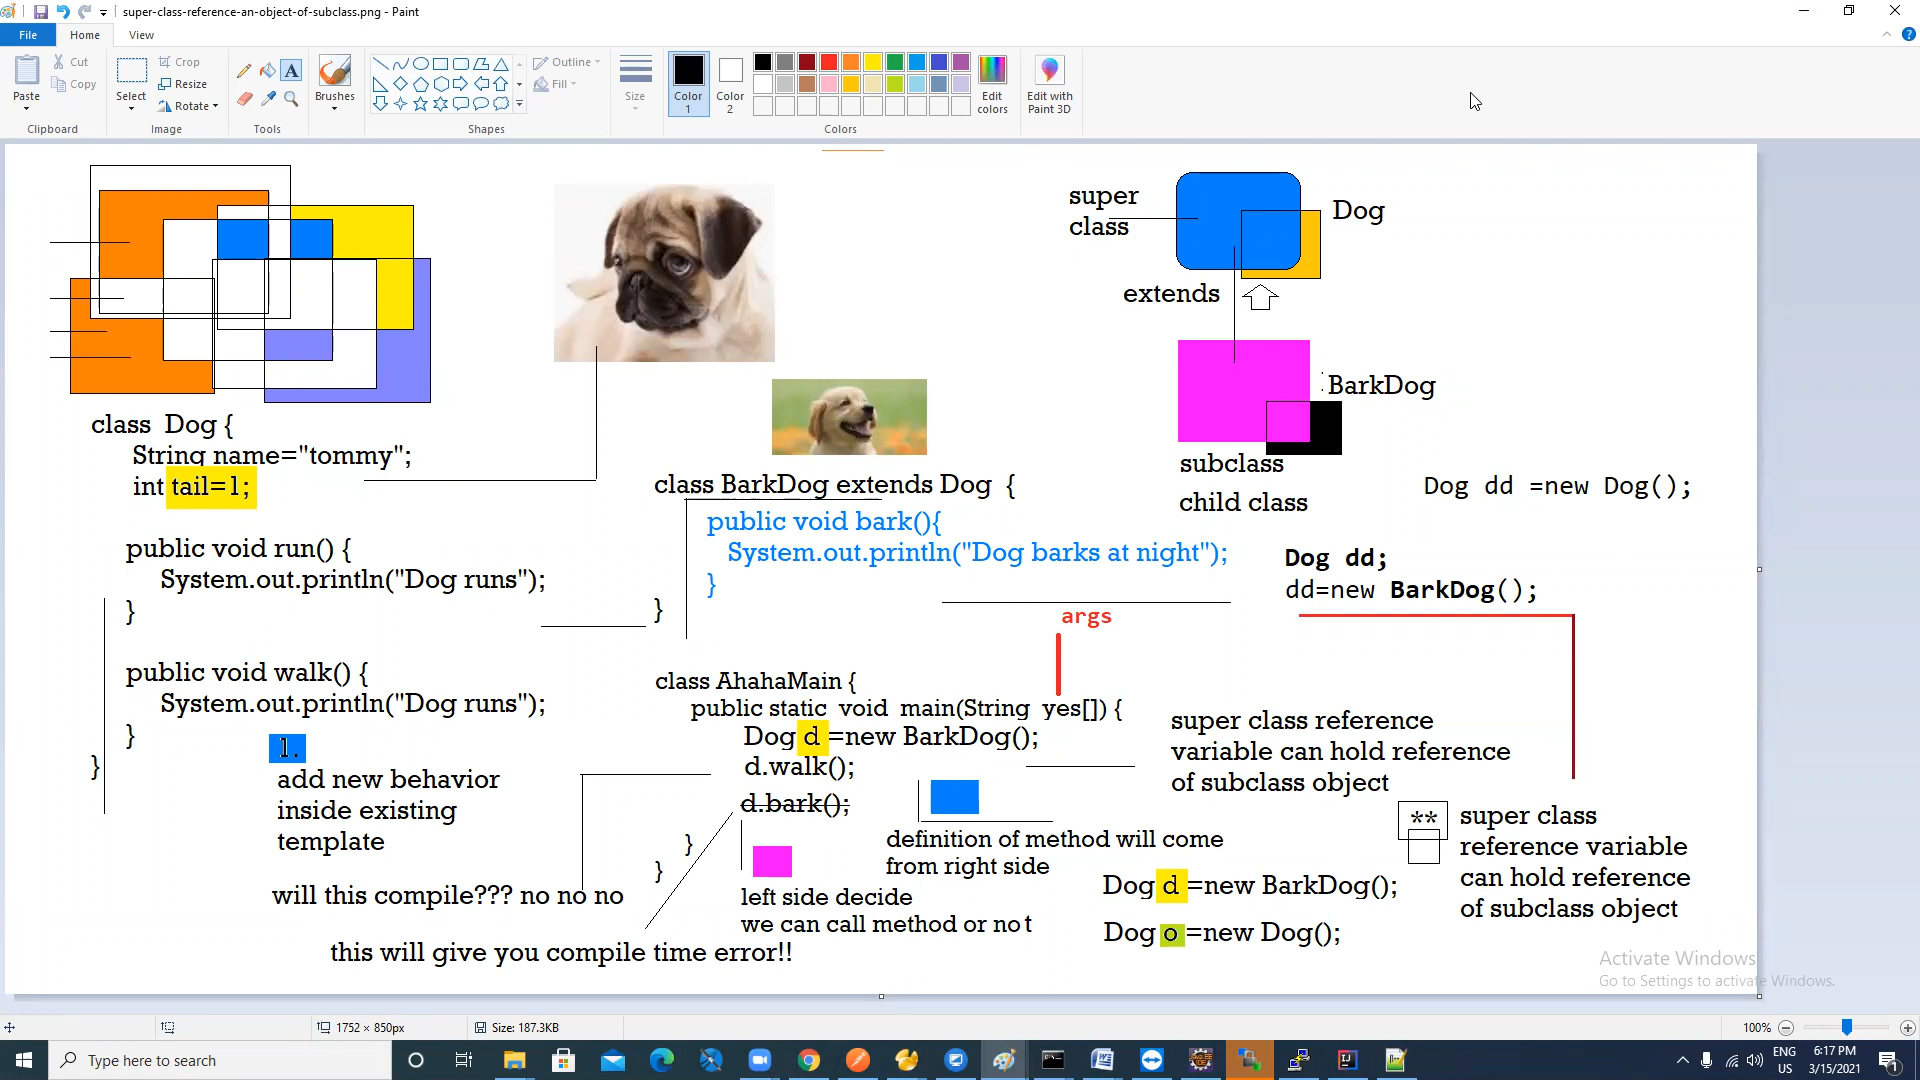 super-class-reference-an-object-of-subclass.png - Paint
File
Home
View
Paste
Cut
Copy
Clipboard
Select
Crop
Resize
Rotate
Image
A
Tools
Brushes
Shapes
Outline
Fill
Size
Color
1
Color
2
Colors
Edit
colors
Edit with
Paint 3D
super
class
Dog
extends
BarkDog
subclass
child class
class  Dog {
String name="tommy";
int tail=1;
public void run() {
System.out.println("Dog runs");
}
public void walk() {
System.out.println("Dog runs");
}
}
1.
add new behavior
inside existing
template
will this compile??? no no no
this will give you compile time error!!
class BarkDog extends Dog  {
public void bark(){
System.out.println("Dog barks at night");
}
}
args
class AhahaMain {
public static  void  main(String  yes[]) {
Dog d =new BarkDog();
d.walk();
d.bark();
}
}
definition of method will come
from right side
left side decide
we can call method or not
Dog dd =new Dog();
Dog dd;
dd=new BarkDog();
super class reference
variable can hold reference
of subclass object
**
super class
reference variable
can hold reference
of subclass object
Dog d =new BarkDog();
Dog o =new Dog();
Activate Windows
Go to Settings to activate Windows.
1752 × 850px
Size: 187.3KB
100%
Type here to search
ENG
US
6:17 PM
3/15/2021
1